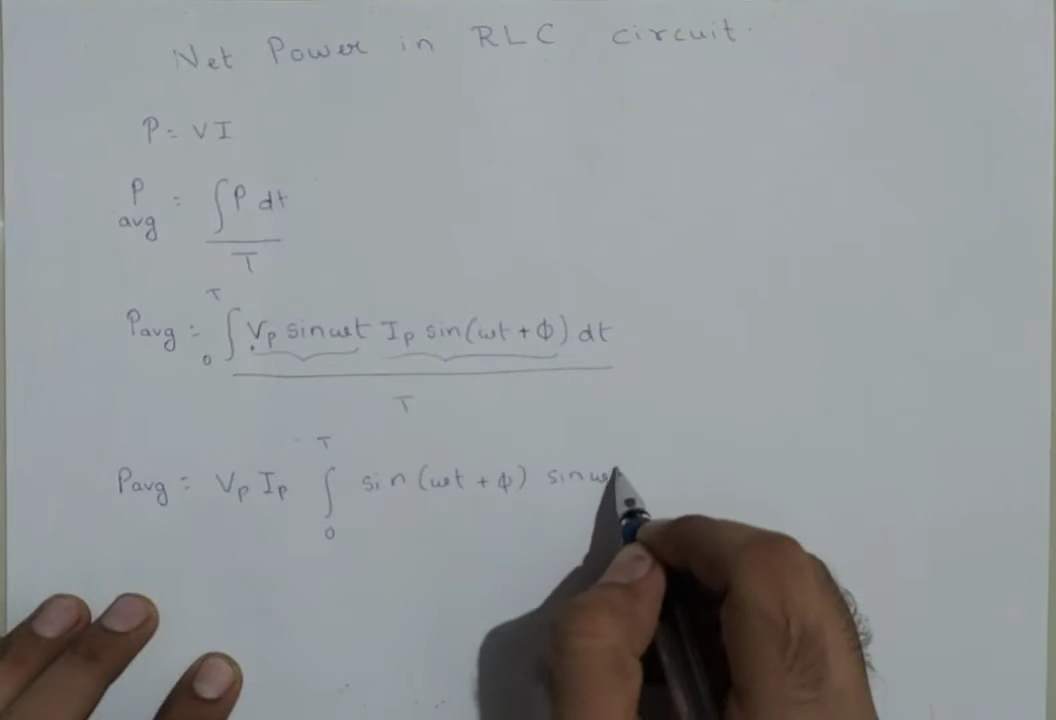 Net Power in RLC circuit.
P = VI
P avg = ∫ P dt
T
Pavg = ∫₀ᵀ Vp sinωt Ip sin(ωt + φ) dt
T
Pavg = Vp Ip ∫₀ᵀ sin (ωt + φ) sinω